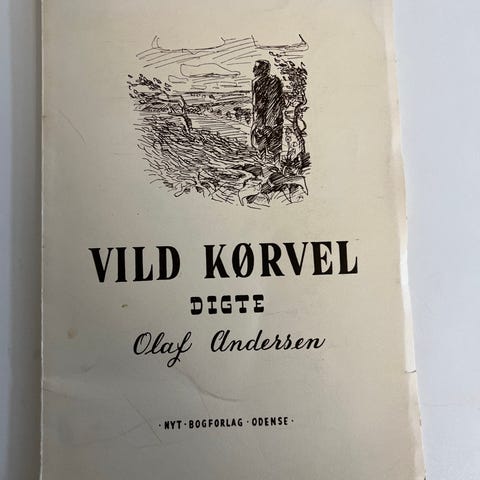 VILD KØRVEL
DIGTE
Olaf Andersen
· NYT · BOGFORLAG · ODENSE ·